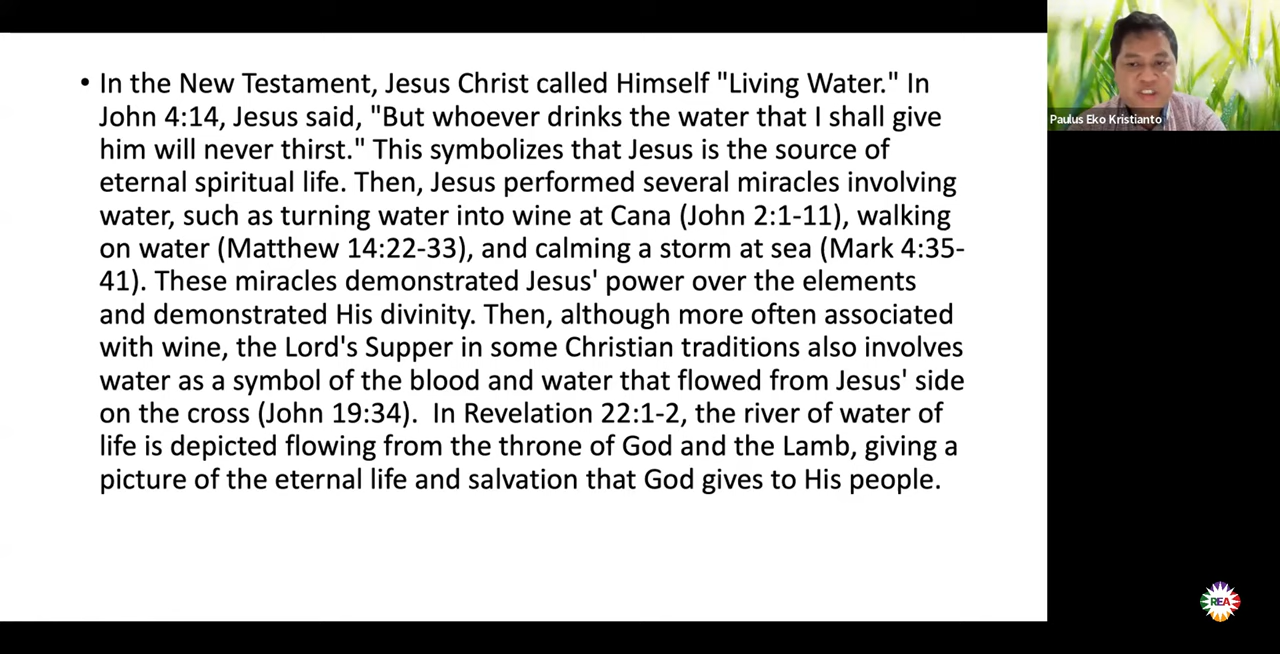 • In the New Testament, Jesus Christ called Himself "Living Water." In
John 4:14, Jesus said, "But whoever drinks the water that I shall give
him will never thirst." This symbolizes that Jesus is the source of
eternal spiritual life. Then, Jesus performed several miracles involving
water, such as turning water into wine at Cana (John 2:1-11), walking
on water (Matthew 14:22-33), and calming a storm at sea (Mark 4:35-
41). These miracles demonstrated Jesus' power over the elements
and demonstrated His divinity. Then, although more often associated
with wine, the Lord's Supper in some Christian traditions also involves
water as a symbol of the blood and water that flowed from Jesus' side
on the cross (John 19:34).  In Revelation 22:1-2, the river of water of
life is depicted flowing from the throne of God and the Lamb, giving a
picture of the eternal life and salvation that God gives to His people.
Paulus Eko Kristianto
REA